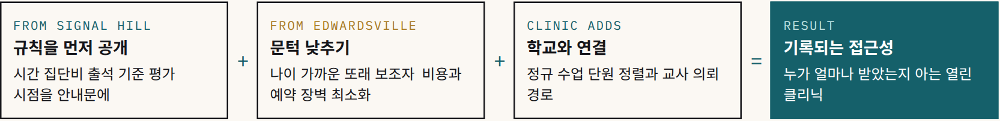 FROM SIGNAL HILL
규칙을 먼저 공개
시간 집단비 출석 기준 평가
시점을 안내문에
+
FROM EDWARDSVILLE
문턱 낮추기
나이 가까운 또래 보조자 비용과
예약 장벽 최소화
+
CLINIC ADDS
학교와 연결
정규 수업 단원 정렬과 교사 의뢰
경로
=
RESULT
기록되는 접근성
누가 얼마나 받았는지 아는 열린
클리닉